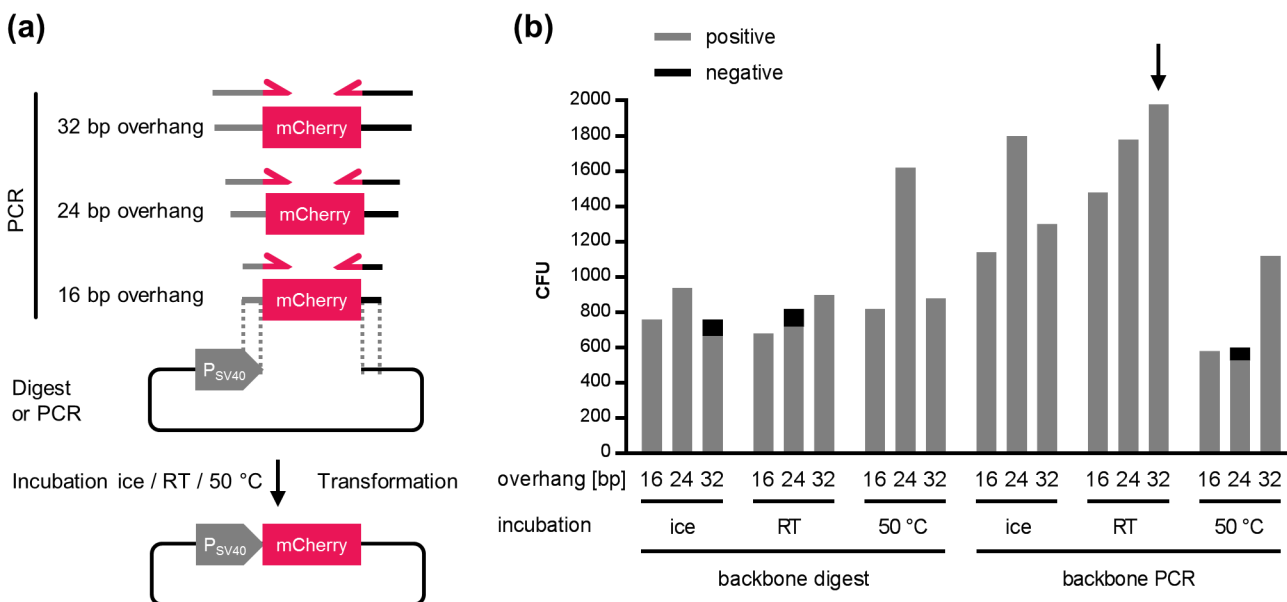 (a)
PCR
32 bp overhang
mCherry
24 bp overhang
mCherry
16 bp overhang
mCherry
PSV40
Digest
or PCR
Incubation ice / RT / 50 °C
Transformation
PSV40
mCherry
(b)
positive
negative
CFU
2000
1800
1600
1400
1200
1000
800
600
400
200
0
overhang [bp] 16 24 32 16 24 32 16 24 32 16 24 32 16 24 32 16 24 32
incubation ice RT 50 °C ice RT 50 °C
backbone digest backbone PCR